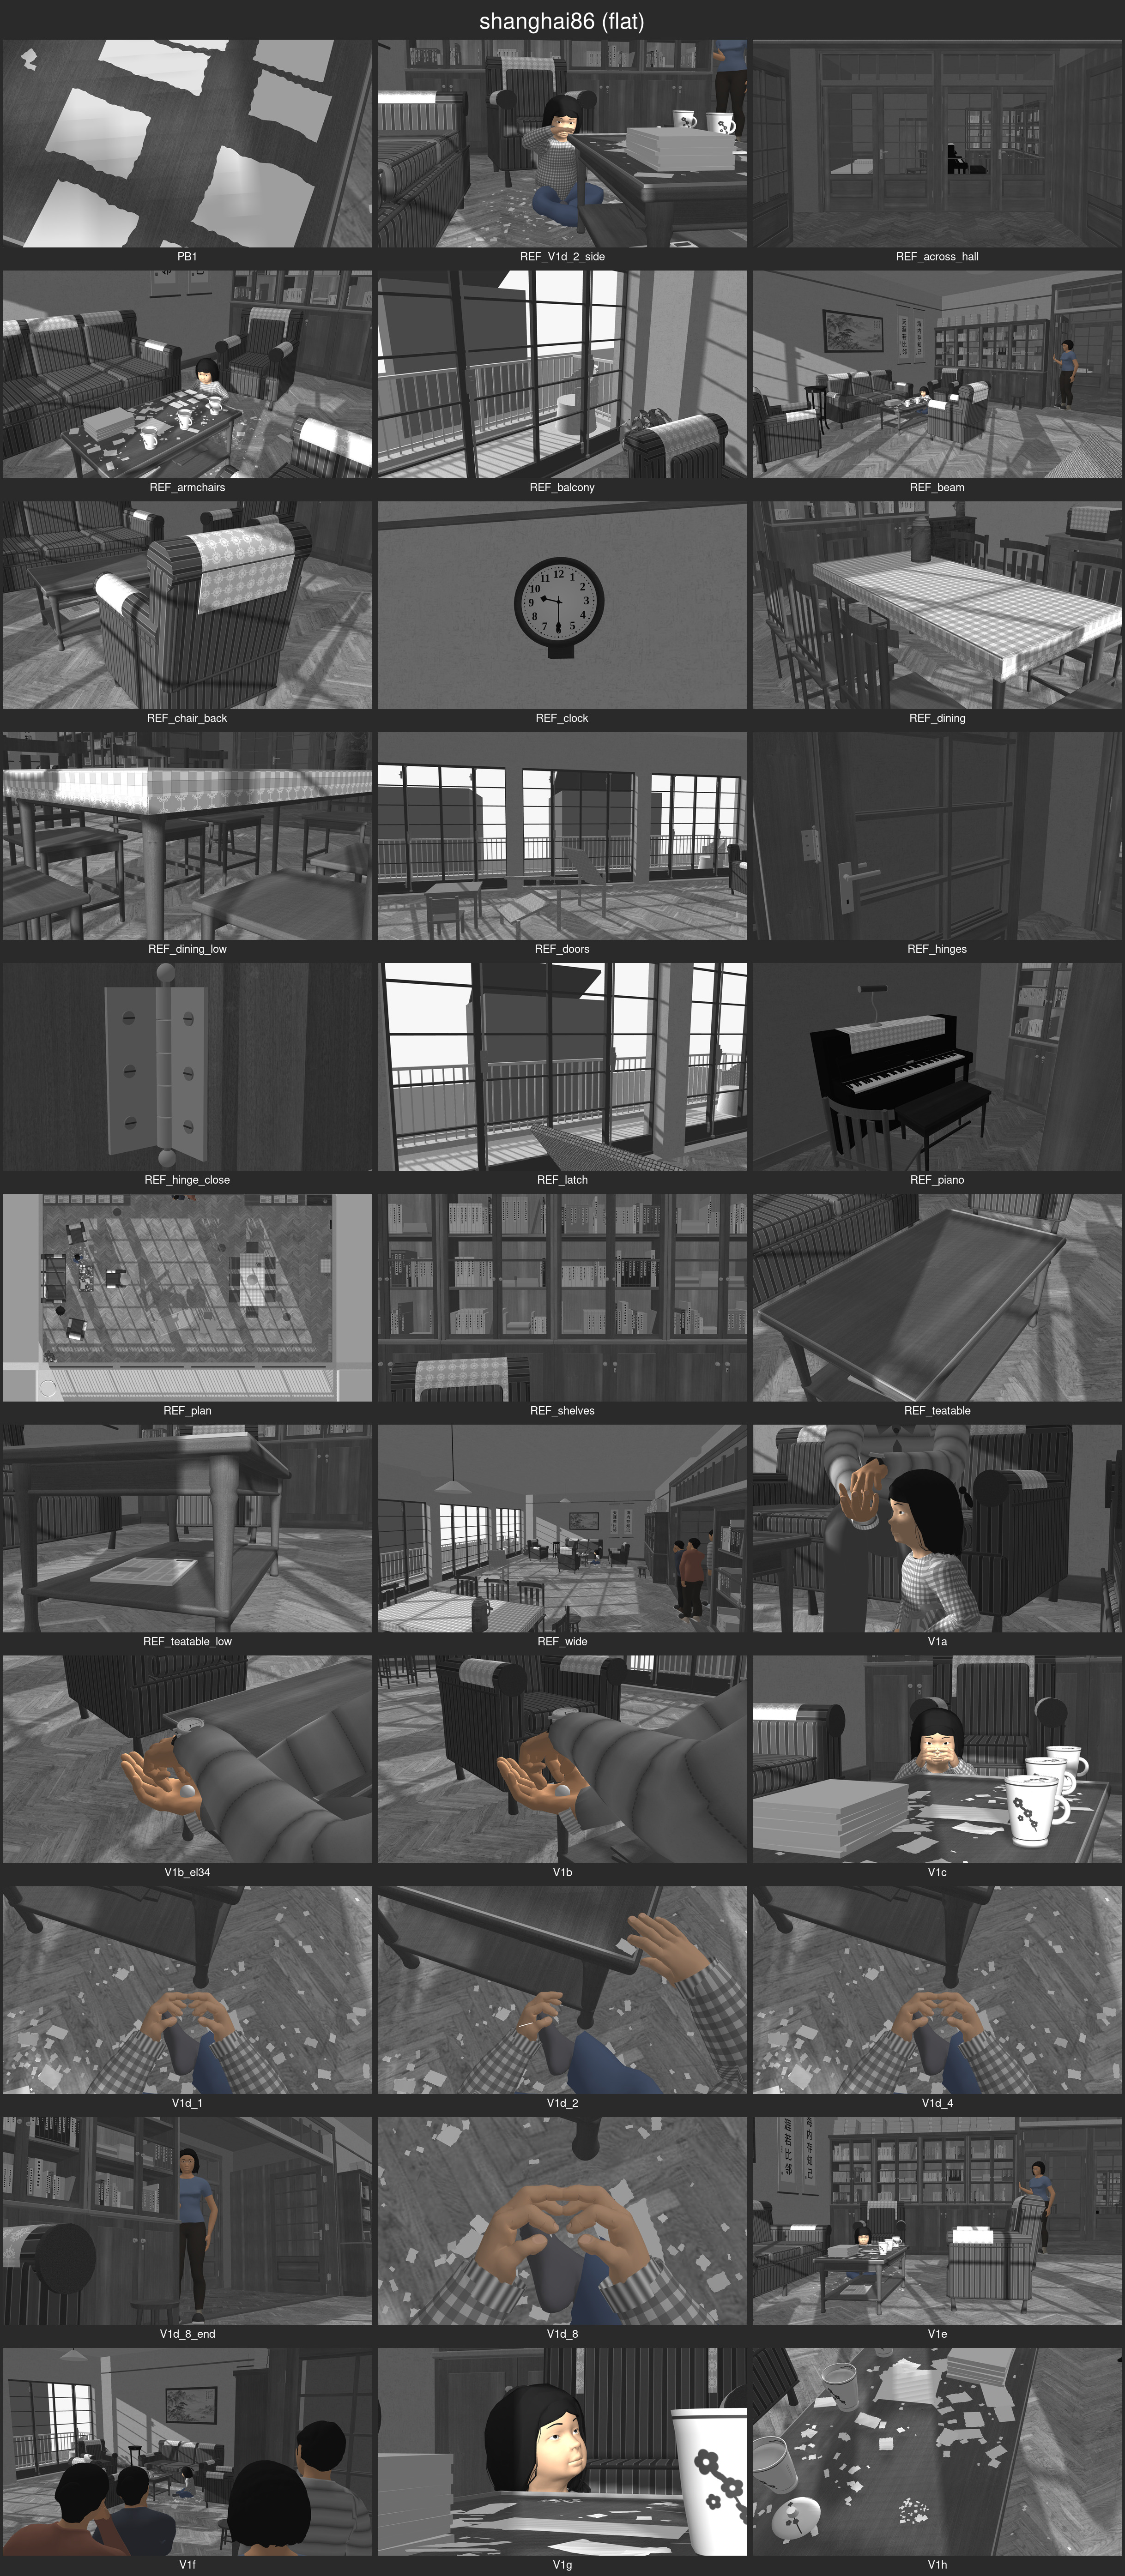 shanghai86 (flat)
PB1
REF_V1d_2_side
REF_across_hall
REF_armchairs
REF_balcony
REF_beam
REF_chair_back
11 12 1
10 2
9 3
8 4
7 5
REF_clock
REF_dining
REF_dining_low
REF_doors
REF_hinges
REF_hinge_close
REF_latch
REF_piano
REF_plan
REF_shelves
REF_teatable
REF_teatable_low
REF_wide
V1a
V1b_el34
V1b
V1c
V1d_1
V1d_2
V1d_4
V1d_8_end
V1d_8
V1e
V1f
V1g
V1h